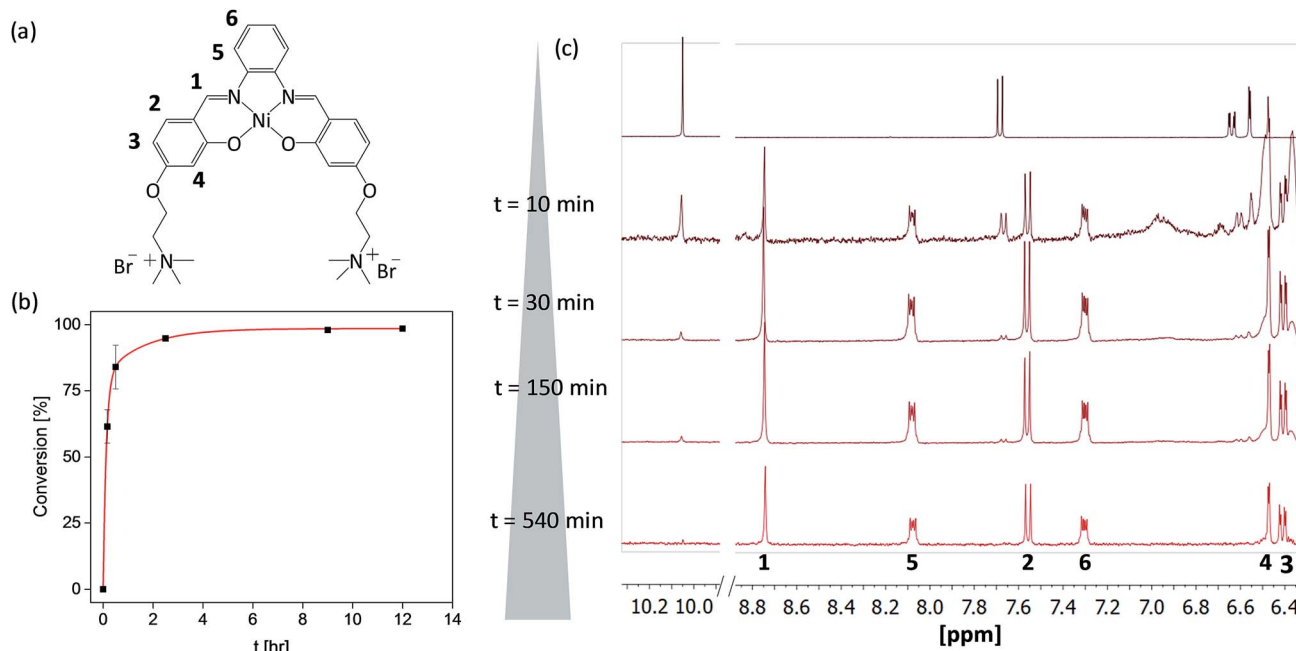 (a)
6
5
1
2
N
N
3
Ni
O
O
4
O
O
Br⁻
+
N
N
+
Br⁻
(b)
Conversion [%]
100
75
50
25
0
0 2 4 6 8 10 12 14
t [hr]
(c)
t = 10 min
t = 30 min
t = 150 min
t = 540 min
1 5 2 6 4 3
10.2 10.0 // 8.8 8.6 8.4 8.2 8.0 7.8 7.6 7.4 7.2 7.0 6.8 6.6 6.4
[ppm]